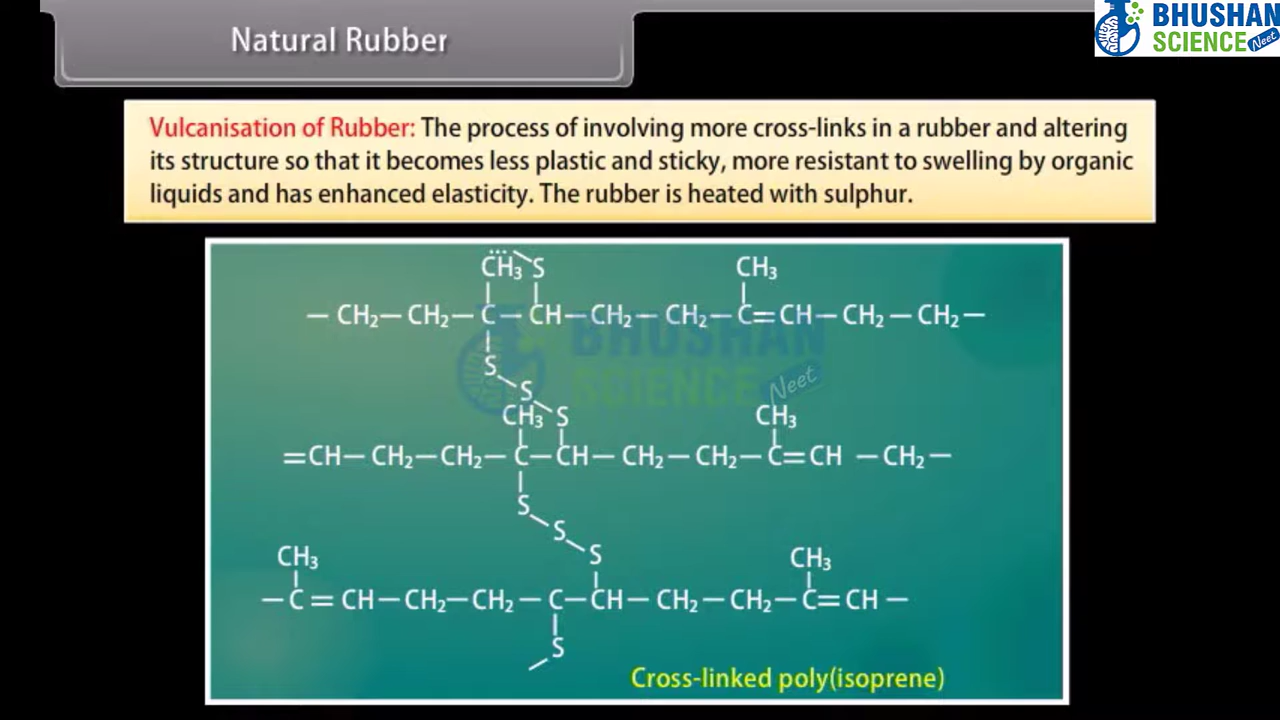 Natural Rubber
BHUSHAN
SCIENCE Neet
Vulcanisation of Rubber: The process of involving more cross-links in a rubber and altering
its structure so that it becomes less plastic and sticky, more resistant to swelling by organic
liquids and has enhanced elasticity. The rubber is heated with sulphur.
CH₃ S CH₃
— CH₂— CH₂— C — CH— CH₂— CH₂— C=CH— CH₂— CH₂—
S
BHUSHAN
SCIENCE Neet
S
CH₃ S CH₃
=CH— CH₂— CH₂— C—CH— CH₂— CH₂— C=CH — CH₂—
S
S
CH₃ S CH₃
— C = CH— CH₂— CH₂— C—CH— CH₂— CH₂— C=CH —
S
Cross-linked poly(isoprene)